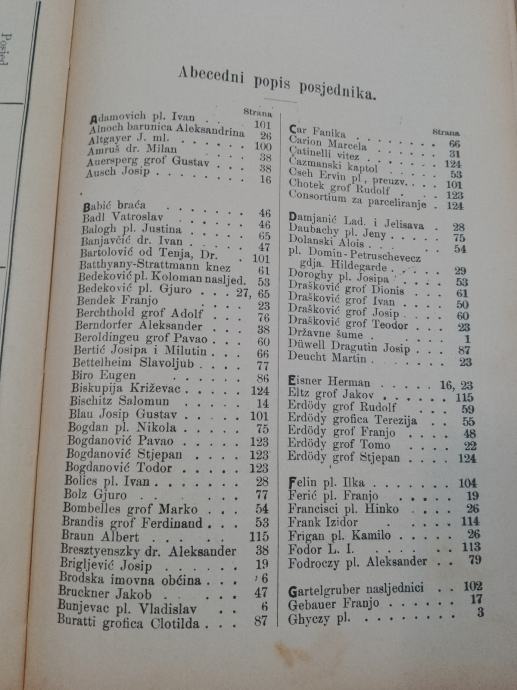 Posjed
Abecedni popis posjednika.
Strana
Adamovich pl. Ivan . . 101
Alnoch barunica Aleksandrina 26
Altgayer J. ml. . . . . . 100
Amruš dr. Milan . . . . 38
Auersperg grof Gustav . . . 38
Ausch Josip . . . . . . 16
Babić braća . . . . . . . 46
Badl Vatroslav . . . . . . 46
Balogh pl. Justina . . . . . 65
Banjavčić dr. Ivan . . . . . 47
Bartolović od Tenja, Dr. . 101
Batthyany-Strattmann knez 61
Bedeković pl. Koloman nasljed. 53
Bedeković pl. Gjuro . . . 27, 65
Bendek Franjo . . . . . . 23
Berchthold grof Adolf . . . 76
Berndorfer Aleksander . . . 38
Beroldingeu grof Pavao . . . 60
Bertić Josipa i Milutin . . . 66
Bettelheim Slavoljub . . . . 77
Biro Eugen . . . . . . 86
Biskupija Križevac . . . . 124
Bischitz Salomun . . . . . 14
Blau Josip Gustav . . . . 101
Bogdan pl. Nikola . . . . . 75
Bogdanović Pavao . . . . 123
Bogdanović Stjepan . . . . 123
Bogdanović Todor . . . . . 123
Bolics pl. Ivan . . . . . . 28
Bolz Gjuro . . . . . . . 77
Bombelles grof Marko . . . . 54
Brandis grof Ferdinand . . . 53
Braun Albert . . . . . . 115
Bresztyenszky dr. Aleksander 38
Brigljević Josip . . . . . . 19
Brodska imovna obćina . . . 6
Bruckner Jakob . . . . . 47
Bunjevac pl. Vladislav . . 6
Buratti grofica Clotilda . . . 87
Strana
Car Fanika . . . . . . . 66
Carion Marcela . . . . . . 31
Catinelli vitez . . . . . . 124
Čazmanski kaptol . . . . . 53
Cseh Ervin pl., preuzv. . . . 101
Chotek grof Rudolf . . . . . 123
Consortium za parceliranje . 124
Damjanić Lad. i Jelisava . 28
Daubachy pl. Jeny . . . . . 75
Dolanski Alois . . . . . . 54
pl. Domin-Petruschevecz
gdja. Hildegarde . . . . 29
Doroghy pl. Josipa . . . . 53
Drašković grof Dionis . . . 61
Drašković grof Ivan . . . . 50
Drašković grof Josip . . . . 60
Drašković grof Teodor . . . 23
Državne šume . . . . . . 1
Düwell Dragutin Josip . . . 87
Deucht Martin . . . . . . 23
Eisner Herman . . . . . 16, 23
Eltz grof Jakov . . . . . 115
Erdödy grof Rudolf . . . . 59
Erdödy grofica Terezija . . 55
Erdödy grof Franjo . . . . 48
Erdödy grof Tomo . . . . 22
Erdödy grof Stjepan . . . . 124
Felin pl. Ilka . . . . . . 104
Ferić pl. Franjo . . . . . 19
Francisci pl. Hinko . . . . 26
Frank Izidor . . . . . . 114
Frigan pl. Kamilo . . . . . 26
Fodor L. I. . . . . . . 113
Fodroczy pl. Aleksander . . 79
Gartelgruber nasljednici . . 102
Gebauer Franjo . . . . . . 17
Ghyczy pl. . . . . . . . 3